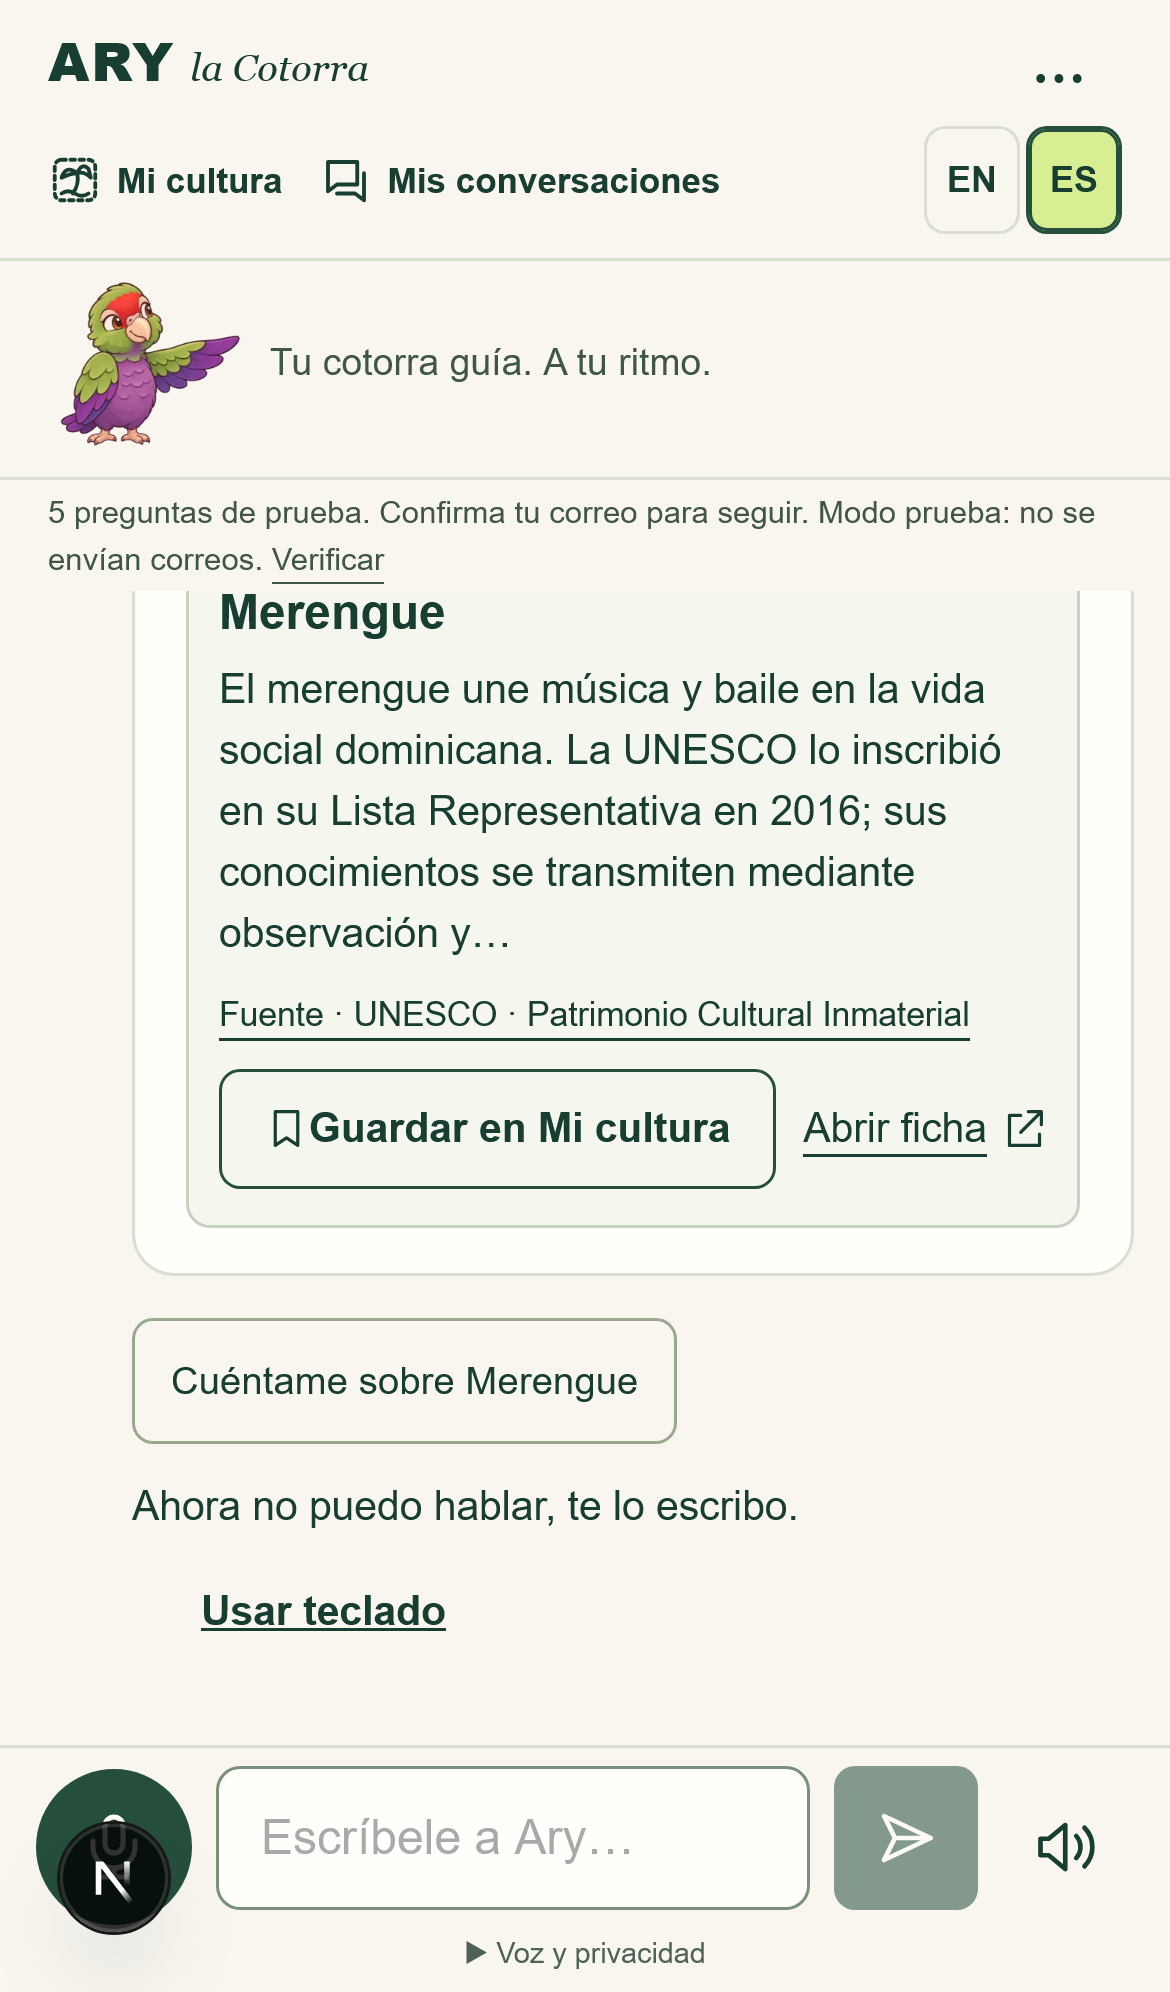 ARY la Cotorra
...
Mi cultura Mis conversaciones EN ES
Tu cotorra guía. A tu ritmo.
5 preguntas de prueba. Confirma tu correo para seguir. Modo prueba: no se
envían correos. Verificar
Merengue
El merengue une música y baile en la vida
social dominicana. La UNESCO lo inscribió
en su Lista Representativa en 2016; sus
conocimientos se transmiten mediante
observación y…
Fuente · UNESCO · Patrimonio Cultural Inmaterial
Guardar en Mi cultura Abrir ficha
Cuéntame sobre Merengue
Ahora no puedo hablar, te lo escribo.
Usar teclado
N Escríbele a Ary…
▶ Voz y privacidad